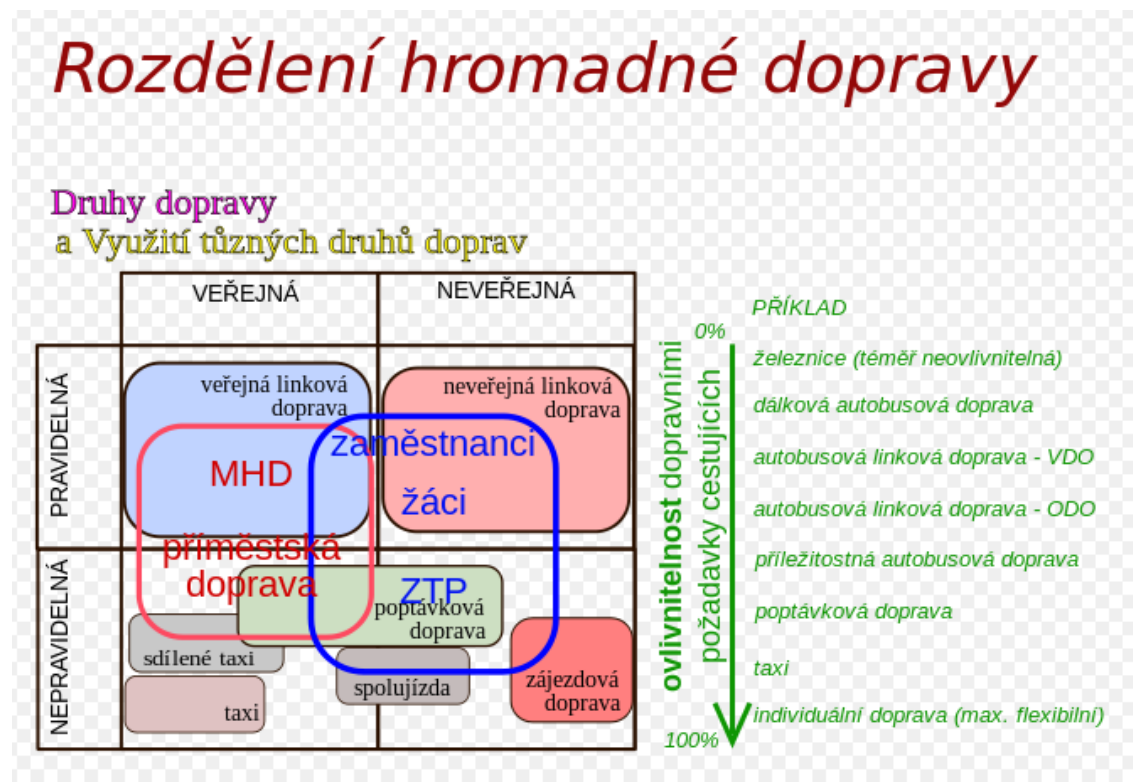 Rozdělení hromadné dopravy
Druhy dopravy
a Využití tůzných druhů doprav
VEŘEJNÁ
NEVEŘEJNÁ
PRAVIDELNÁ
veřejná linková
doprava
neveřejná linková
doprava
zaměstnanci
MHD
žáci
příměstská
doprava
NEPRAVIDELNÁ
ZTP
poptávková
doprava
sdílené taxi
spolujízda
zájezdová
doprava
taxi
ovlivnitelnost dopravními
požadavky cestujících
0%
100%
PŘÍKLAD
železnice (téměř neovlivnitelná)
dálková autobusová doprava
autobusová linková doprava - VDO
autobusová linková doprava - ODO
příležitostná autobusová doprava
poptávková doprava
taxi
individuální doprava (max. flexibilní)